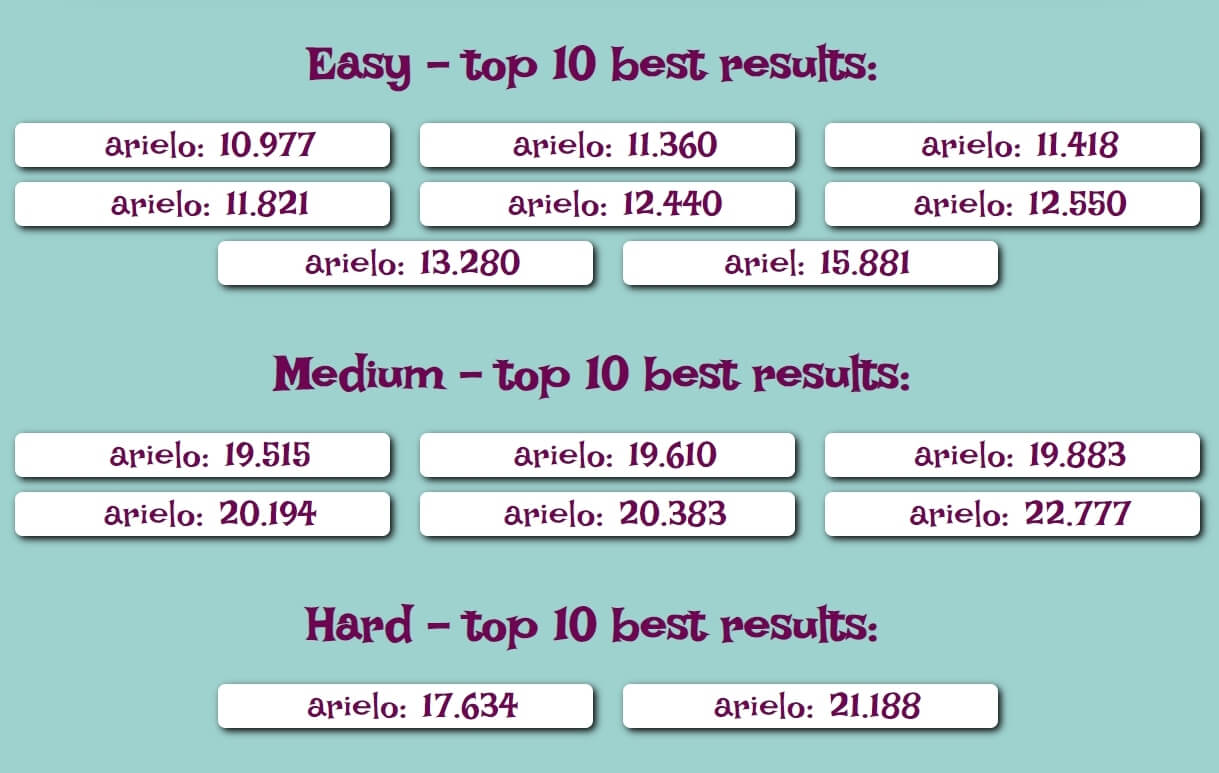 Easy - top 10 best results:
arielo: 10.977 arielo: 11.360 arielo: 11.418
arielo: 11.821 arielo: 12.440 arielo: 12.550
arielo: 13.280 ariel: 15.881
Medium - top 10 best results:
arielo: 19.515 arielo: 19.610 arielo: 19.883
arielo: 20.194 arielo: 20.383 arielo: 22.777
Hard - top 10 best results:
arielo: 17.634 arielo: 21.188